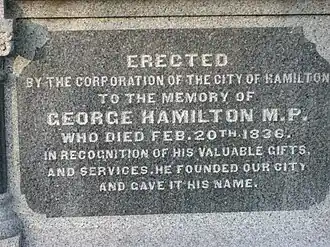 ERECTED
BY THE CORPORATION OF THE CITY OF HAMILTON
TO THE MEMORY OF
GEORGE HAMILTON M.P.
WHO DIED FEB. 20TH. 1836.
IN RECOGNITION OF HIS VALUABLE GIFTS
AND SERVICES. HE FOUNDED OUR CITY
AND GAVE IT HIS NAME.